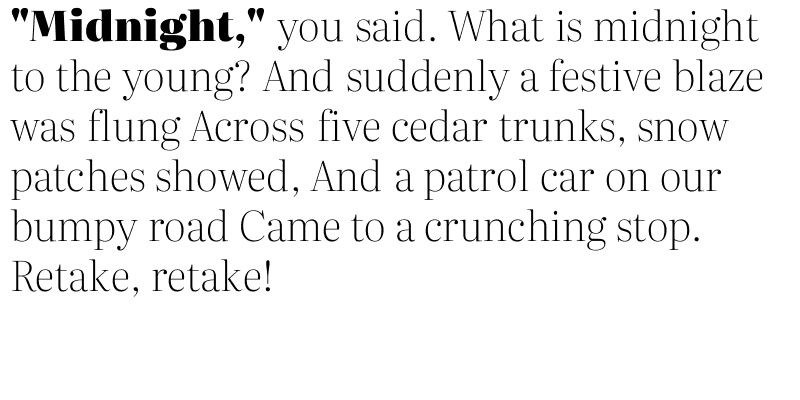 "Midnight," you said. What is midnight
to the young? And suddenly a festive blaze
was flung Across five cedar trunks, snow
patches showed, And a patrol car on our
bumpy road Came to a crunching stop.
Retake, retake!